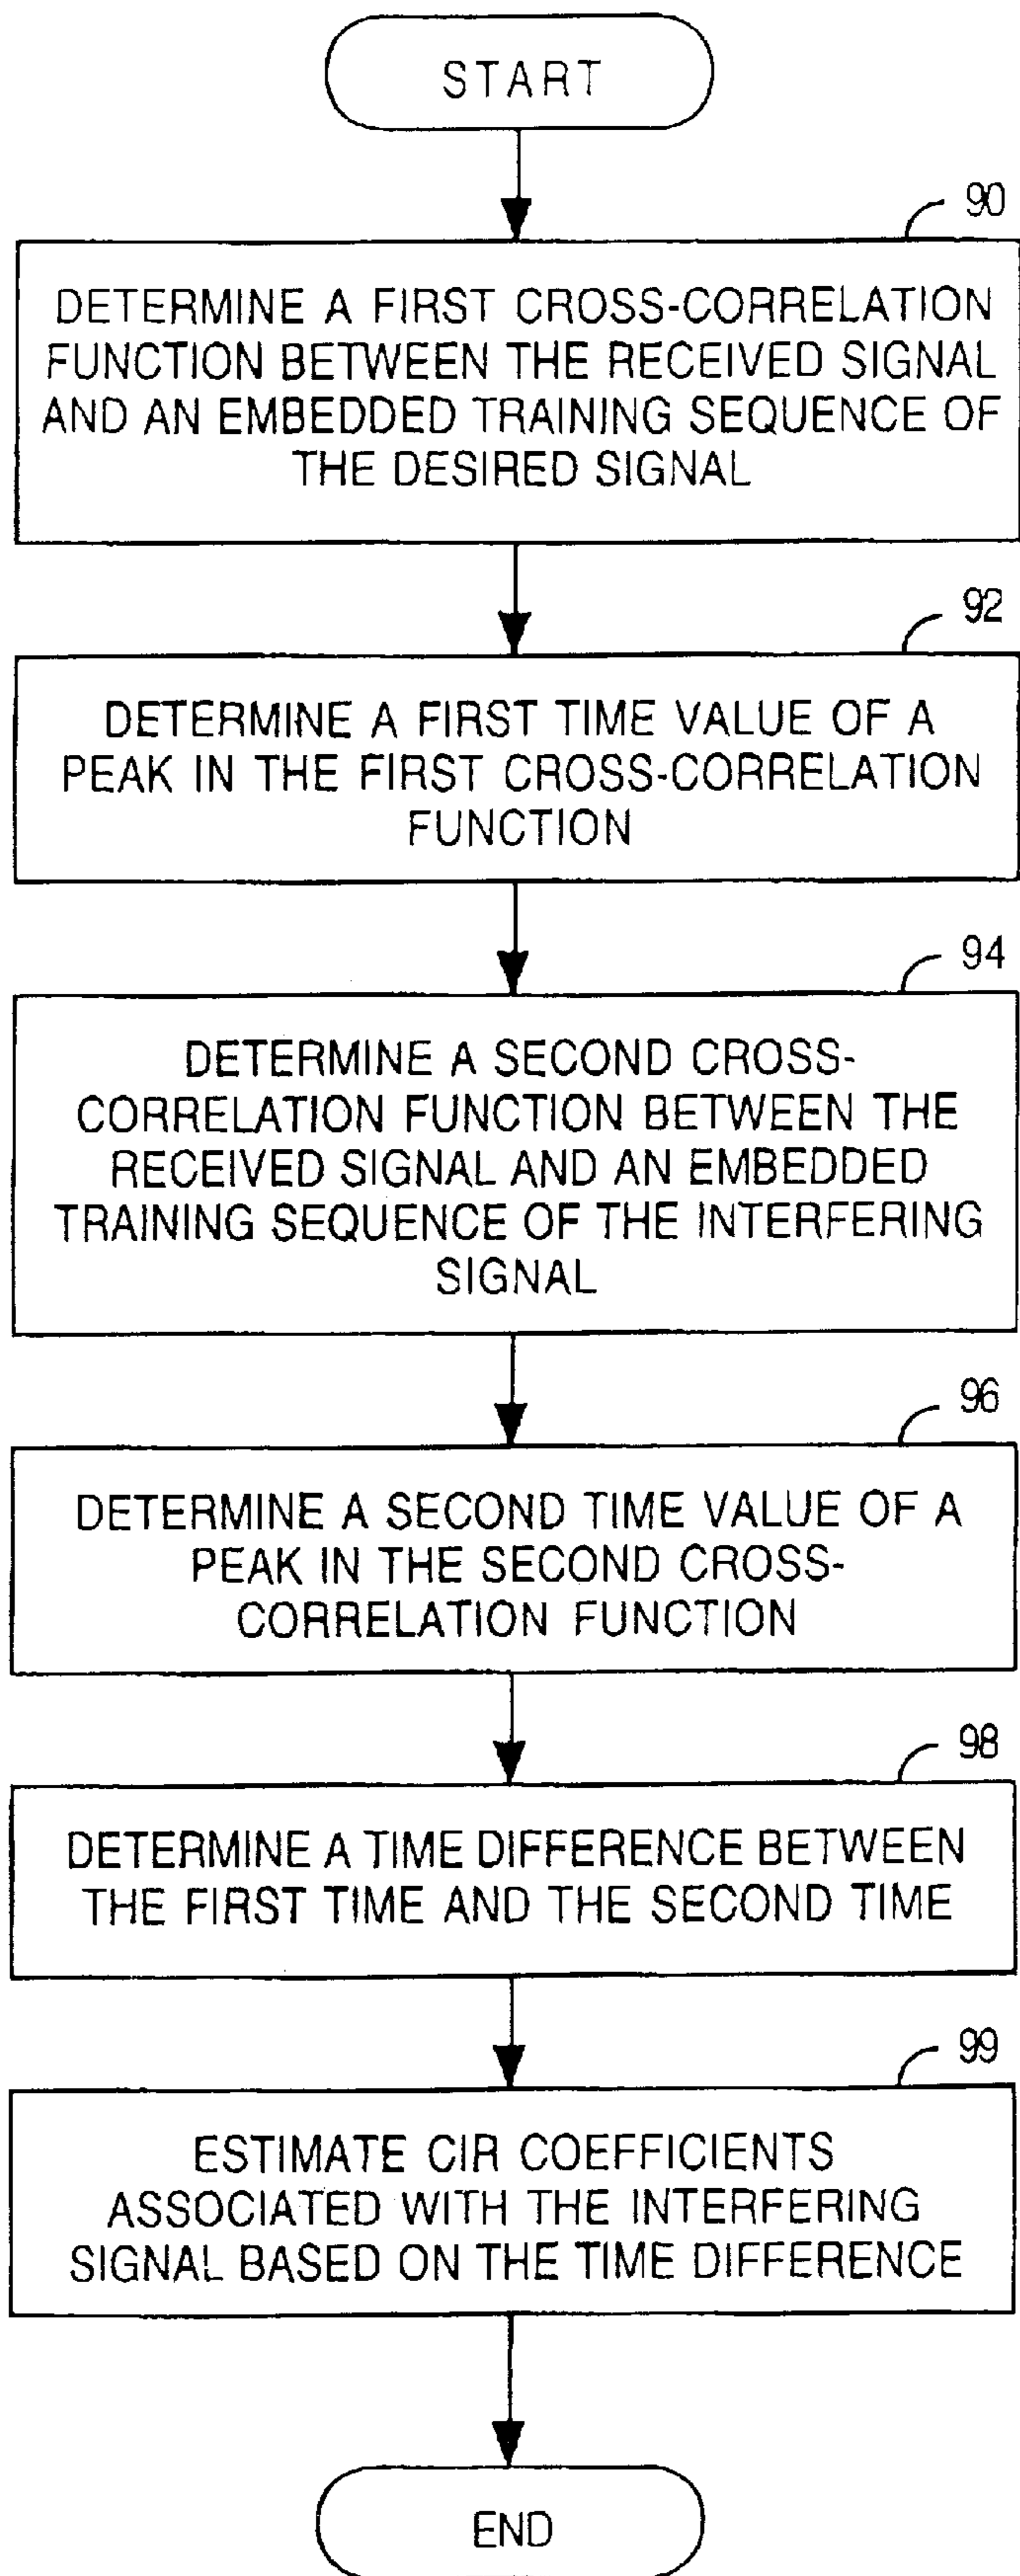 START
90
DETERMINE A FIRST CROSS-CORRELATION
FUNCTION BETWEEN THE RECEIVED SIGNAL
AND AN EMBEDDED TRAINING SEQUENCE OF
THE DESIRED SIGNAL
92
DETERMINE A FIRST TIME VALUE OF A
PEAK IN THE FIRST CROSS-CORRELATION
FUNCTION
94
DETERMINE A SECOND CROSS-
CORRELATION FUNCTION BETWEEN THE
RECEIVED SIGNAL AND AN EMBEDDED
TRAINING SEQUENCE OF THE INTERFERING
SIGNAL
96
DETERMINE A SECOND TIME VALUE OF A
PEAK IN THE SECOND CROSS-
CORRELATION FUNCTION
98
DETERMINE A TIME DIFFERENCE BETWEEN
THE FIRST TIME AND THE SECOND TIME
99
ESTIMATE CIR COEFFICIENTS
ASSOCIATED WITH THE INTERFERING
SIGNAL BASED ON THE TIME DIFFERENCE
END